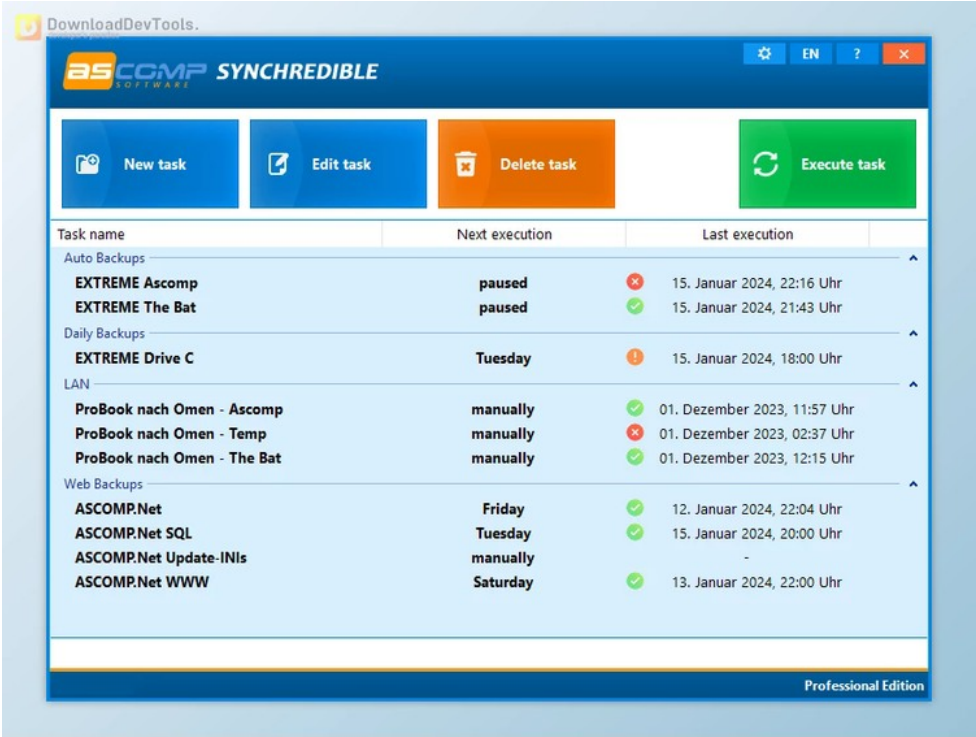 DownloadDevTools.
ascomp SYNCHREDIBLE EN ?
SOFTWARE
New task Edit task Delete task Execute task
Task name Next execution Last execution
Auto Backups
EXTREME Ascomp paused 15. Januar 2024, 22:16 Uhr
EXTREME The Bat paused 15. Januar 2024, 21:43 Uhr
Daily Backups
EXTREME Drive C Tuesday 15. Januar 2024, 18:00 Uhr
LAN
ProBook nach Omen - Ascomp manually 01. Dezember 2023, 11:57 Uhr
ProBook nach Omen - Temp manually 01. Dezember 2023, 02:37 Uhr
ProBook nach Omen - The Bat manually 01. Dezember 2023, 12:15 Uhr
Web Backups
ASCOMP.Net Friday 12. Januar 2024, 22:04 Uhr
ASCOMP.Net SQL Tuesday 15. Januar 2024, 20:00 Uhr
ASCOMP.Net Update-INIs manually -
ASCOMP.Net WWW Saturday 13. Januar 2024, 22:00 Uhr
Professional Edition